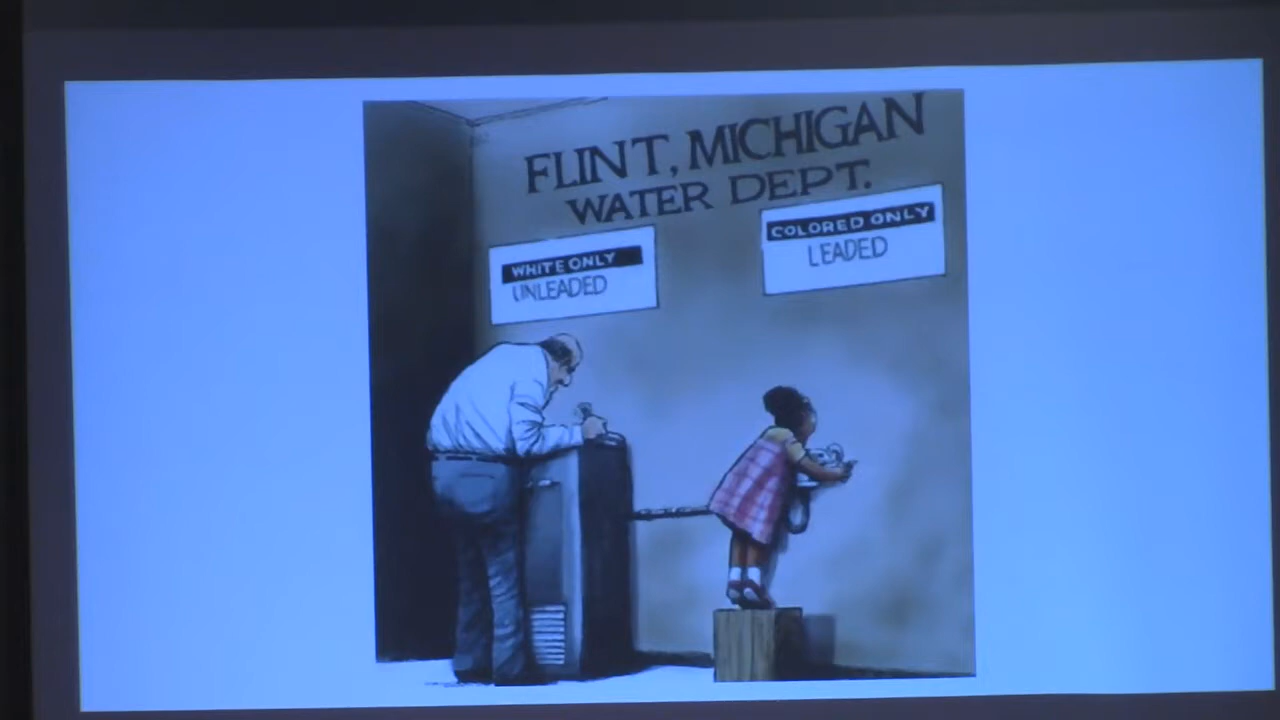 FLINT, MICHIGAN
WATER DEPT.
WHITE ONLY
UNLEADED
COLORED ONLY
LEADED